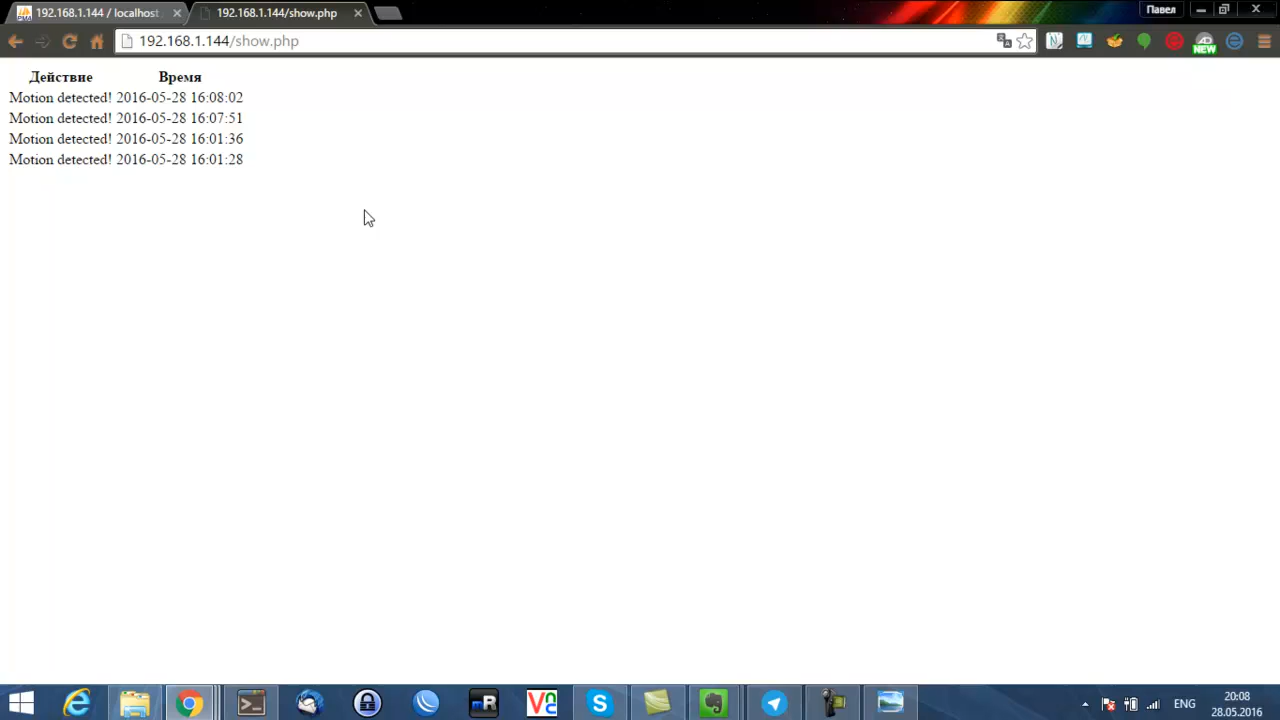 192.168.1.144 / localhost
192.168.1.144/show.php
Павел
192.168.1.144/show.php
NEW
Действие Время
Motion detected! 2016-05-28 16:08:02
Motion detected! 2016-05-28 16:07:51
Motion detected! 2016-05-28 16:01:36
Motion detected! 2016-05-28 16:01:28
ENG
20:08
28.05.2016